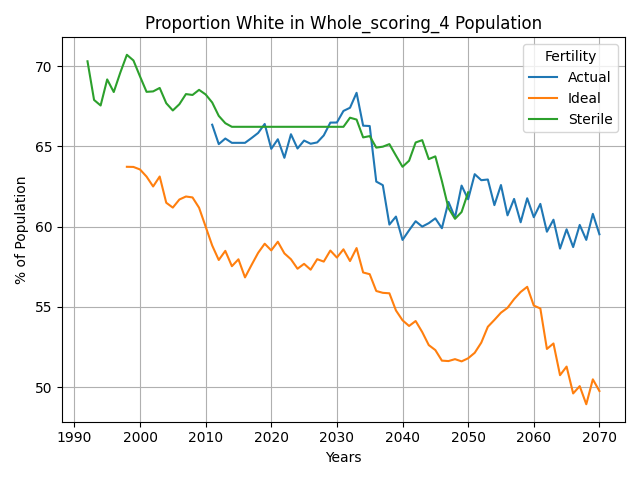 Proportion White in Whole_scoring_4 Population
Fertility
Actual
Ideal
Sterile
% of Population
70
65
60
55
50
1990
2000
2010
2020
2030
2040
2050
2060
2070
Years